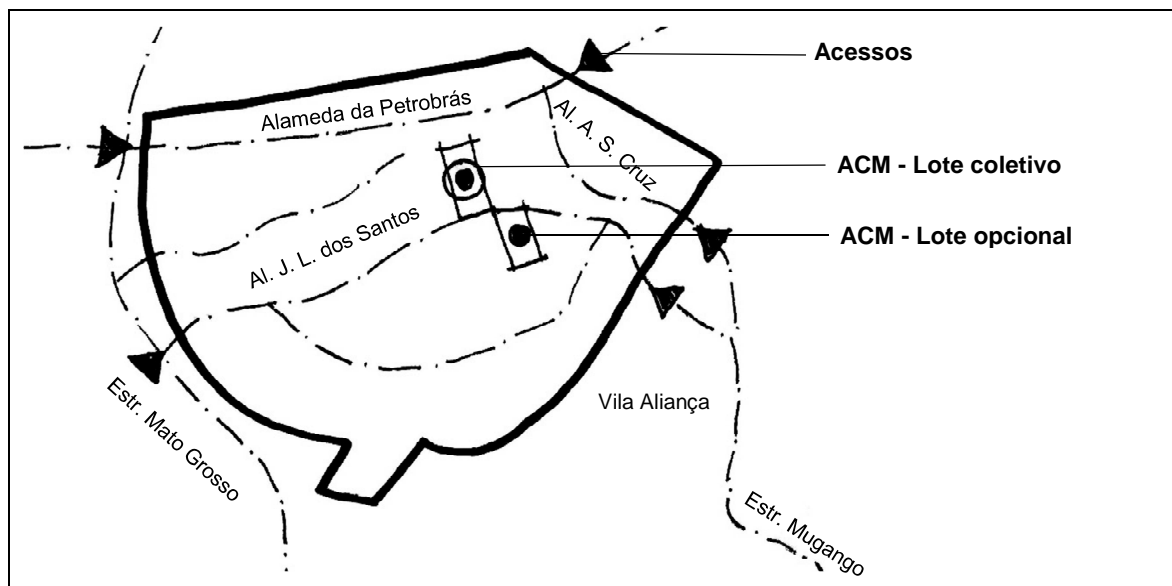 Acessos
Alameda da Petrobrás
Al. A. S. Cruz
ACM - Lote coletivo
Al. J. L. dos Santos
ACM - Lote opcional
Estr. Mato Grosso
Vila Aliança
Estr. Mugango